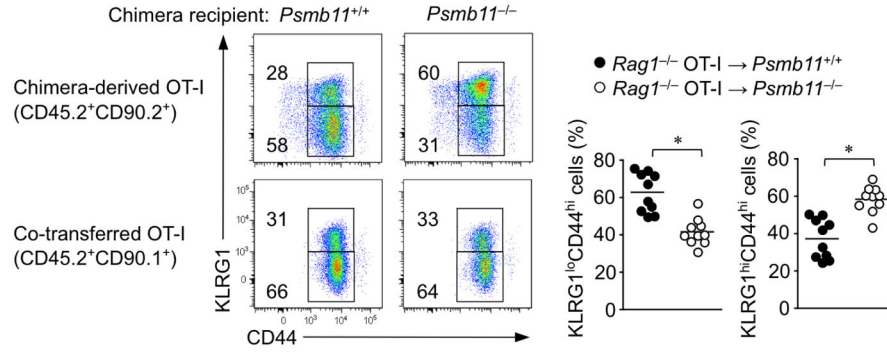 Chimera recipient: Psmb11+/+ Psmb11–/–
Chimera-derived OT-I
(CD45.2+CD90.2+)
28
58
60
31
Co-transferred OT-I
(CD45.2+CD90.1+)
31
66
33
64
KLRG1
10⁵
10⁴
10³
0
0 10³ 10⁴ 10⁵
CD44
● Rag1–/– OT-I → Psmb11+/+
○ Rag1–/– OT-I → Psmb11–/–
KLRG1loCD44hi cells (%)
80
60
40
20
0
*
KLRG1hiCD44hi cells (%)
80
60
40
20
0
*